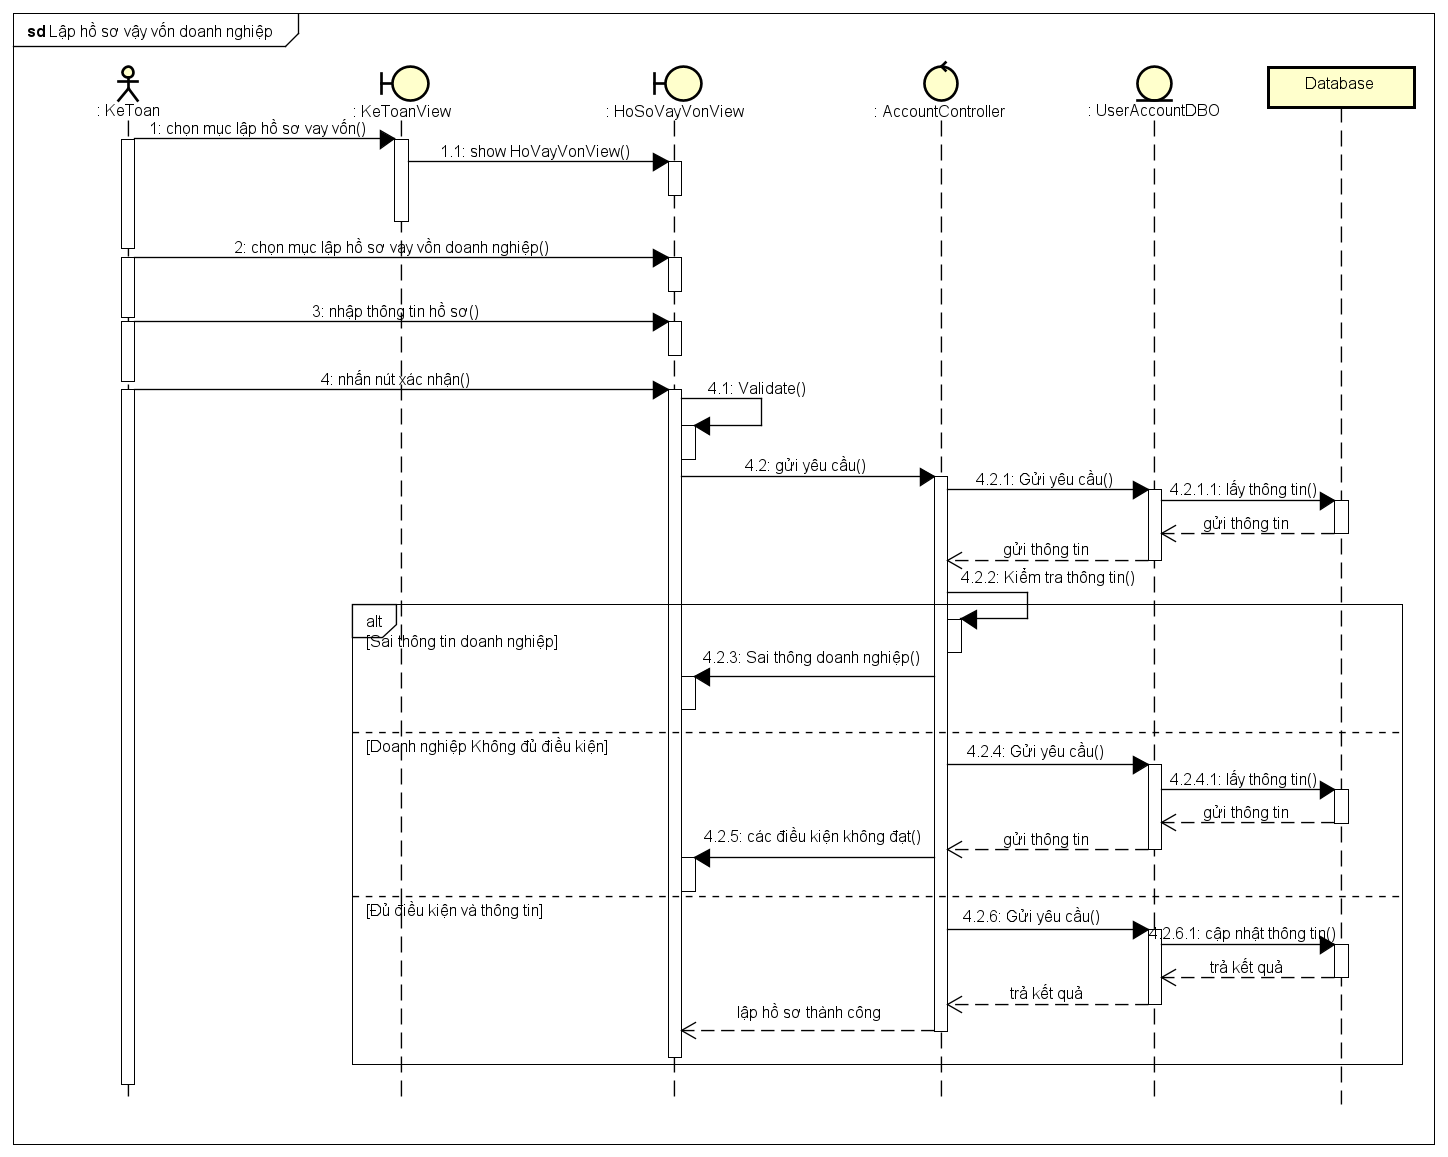 sd Lập hồ sơ vậy vốn doanh nghiệp
: KeToan
: KeToanView
: HoSoVayVonView
: AccountController
: UserAccountDBO
Database
1: chọn mục lập hồ sơ vay vốn()
1.1: show HoVayVonView()
2: chọn mục lập hồ sơ vay vốn doanh nghiệp()
3: nhập thông tin hồ sơ()
4: nhấn nút xác nhận()
4.1: Validate()
4.2: gửi yêu cầu()
4.2.1: Gửi yêu cầu()
4.2.1.1: lấy thông tin()
gửi thông tin
gửi thông tin
4.2.2: Kiểm tra thông tin()
alt
[Sai thông tin doanh nghiệp]
4.2.3: Sai thông doanh nghiệp()
[Doanh nghiệp Không đủ điều kiện]
4.2.4: Gửi yêu cầu()
4.2.4.1: lấy thông tin()
gửi thông tin
gửi thông tin
4.2.5: các điều kiện không đạt()
[Đủ điều kiện và thông tin]
4.2.6: Gửi yêu cầu()
4.2.6.1: cập nhật thông tin()
trả kết quả
trả kết quả
lập hồ sơ thành công